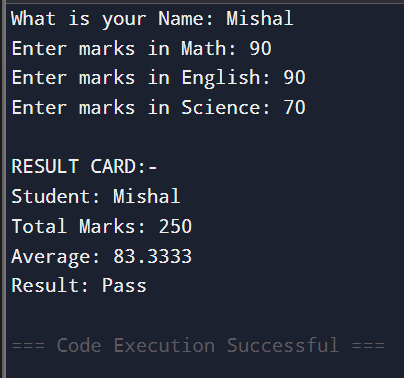 What is your Name: Mishal
Enter marks in Math: 90
Enter marks in English: 90
Enter marks in Science: 70
RESULT CARD:-
Student: Mishal
Total Marks: 250
Average: 83.3333
Result: Pass
=== Code Execution Successful ===